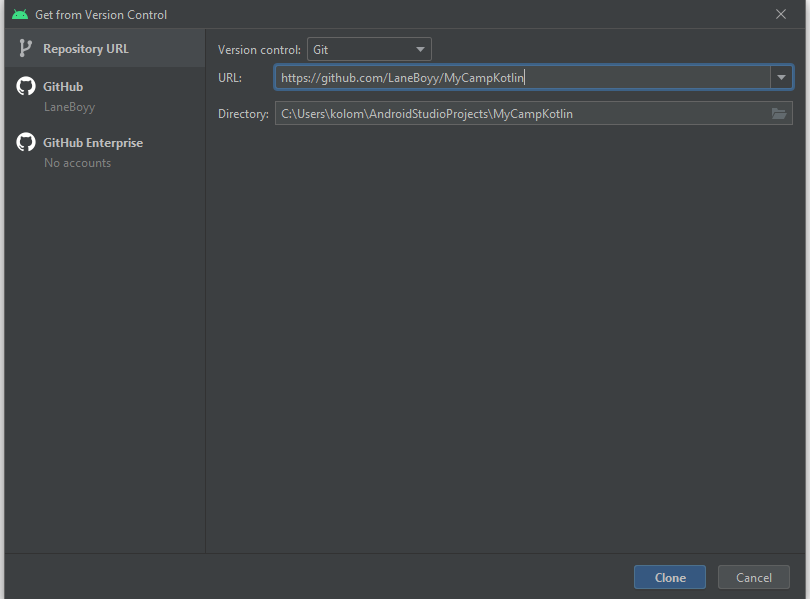 Get from Version Control
Repository URL
GitHub
LaneBoyy
GitHub Enterprise
No accounts
Version control: Git
URL: https://github.com/LaneBoyy/MyCampKotlin
Directory: C:\Users\kolom\AndroidStudioProjects\MyCampKotlin
Clone Cancel